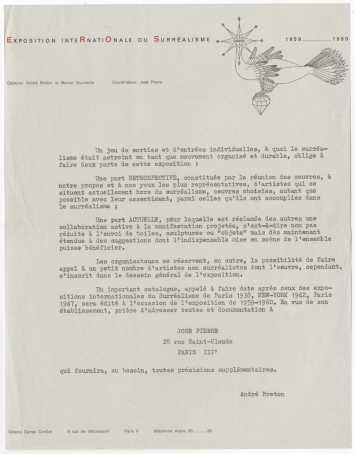 EXPOSITION INTERNATIONALE DU SURRÉALISME 1959 1960
Galerie: André Breton et Marcel Duchamp Coordinateur: José Pierre
Un jeu de sorties et d'entrées individuelles, à quoi le surréa-
lisme était astreint en tant que mouvement organisé et durable, oblige à
faire deux parts de cette exposition :
Une part RETROSPECTIVE, constituée par la réunion des oeuvres, à
notre propos et à nos yeux les plus représentatives, d'artistes qui se
situent actuellement hors du surréalisme, oeuvres choisies, autant que
possible avec leur assentiment, parmi celles qu'ils ont accomplies dans
le surréalisme ;
Une part ACTUELLE, pour laquelle est réclamée des autres une
collaboration active à la manifestation projetée, c'est-à-dire non pas
réduite à l'envoi de toiles, sculptures ou "objets" mais dès maintenant
étendue à des suggestions dont l'indispensable mise en scène de l'ensemble
puisse bénéficier.
Les organisateurs se réservent, en outre, la possibilité de faire
appel à un petit nombre d'artistes non surréalistes dont l'oeuvre, cependant,
s'inscrit dans le dessein général de l'exposition.
Un important catalogue, appelé à faire date après ceux des expo-
sitions internationales du Surréalisme de Paris 1938, NEW-YORK 1942, Paris
1947, sera édité à l'occasion de l'exposition de 1959-1960. En vue de son
établissement, prière d'adresser textes et documentation à
JOSE PIERRE
28 rue Saint-Claude
PARIS IIIe
qui fournira, au besoin, toutes précisions supplémentaires.
André Breton
Galerie Daniel Cordier 8 rue de Miromesnil Paris 8 téléphone Anjou